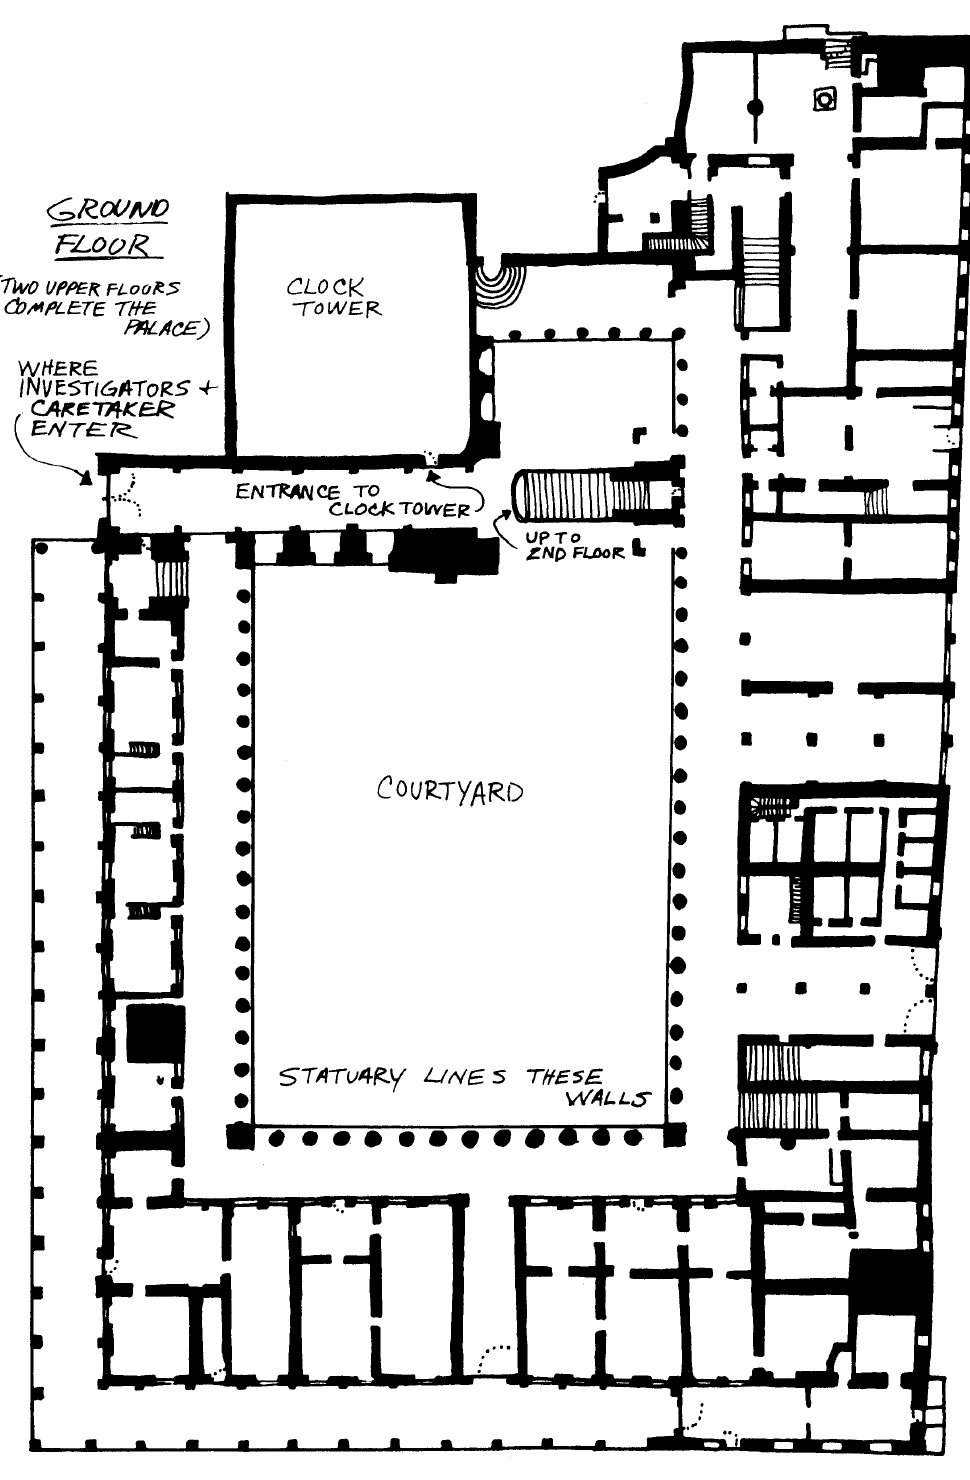 GROUND
FLOOR
(TWO UPPER FLOORS
COMPLETE THE
PALACE)
WHERE
INVESTIGATORS +
CARETAKER
ENTER
CLOCK
TOWER
ENTRANCE TO
CLOCK TOWER
UP TO
2ND FLOOR
COURTYARD
STATUARY LINES THESE
WALLS